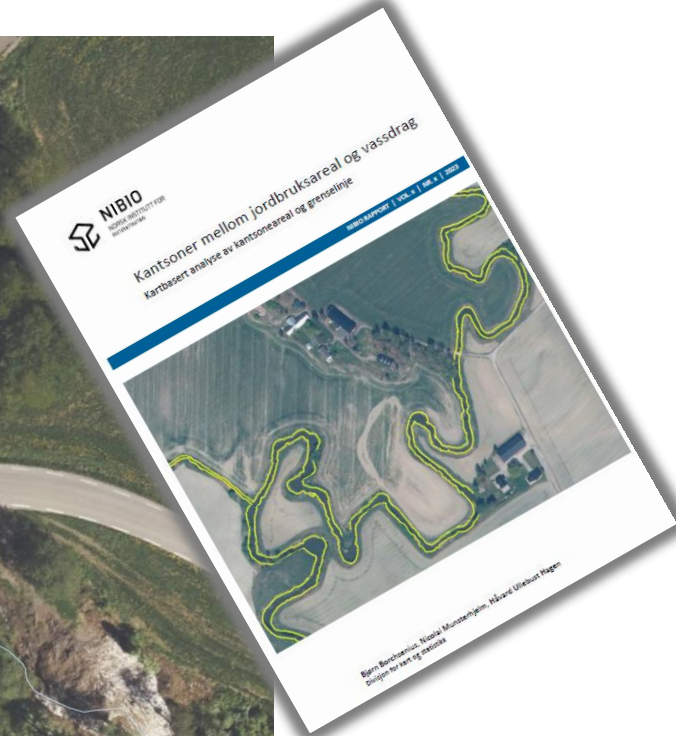 NIBIO
NORSK INSTITUTT FOR
BIOØKONOMI
Kantsoner mellom jordbruksareal og vassdrag
Kartbasert analyse av kantsoneareal og grenselinje
NIBIO RAPPORT | VOL. X | NR. X | 2023
Bjørn Borchsenius, Nicolai Munsterhjelm, Håvard Ullebust Hagen
Divisjon for kart og statistikk